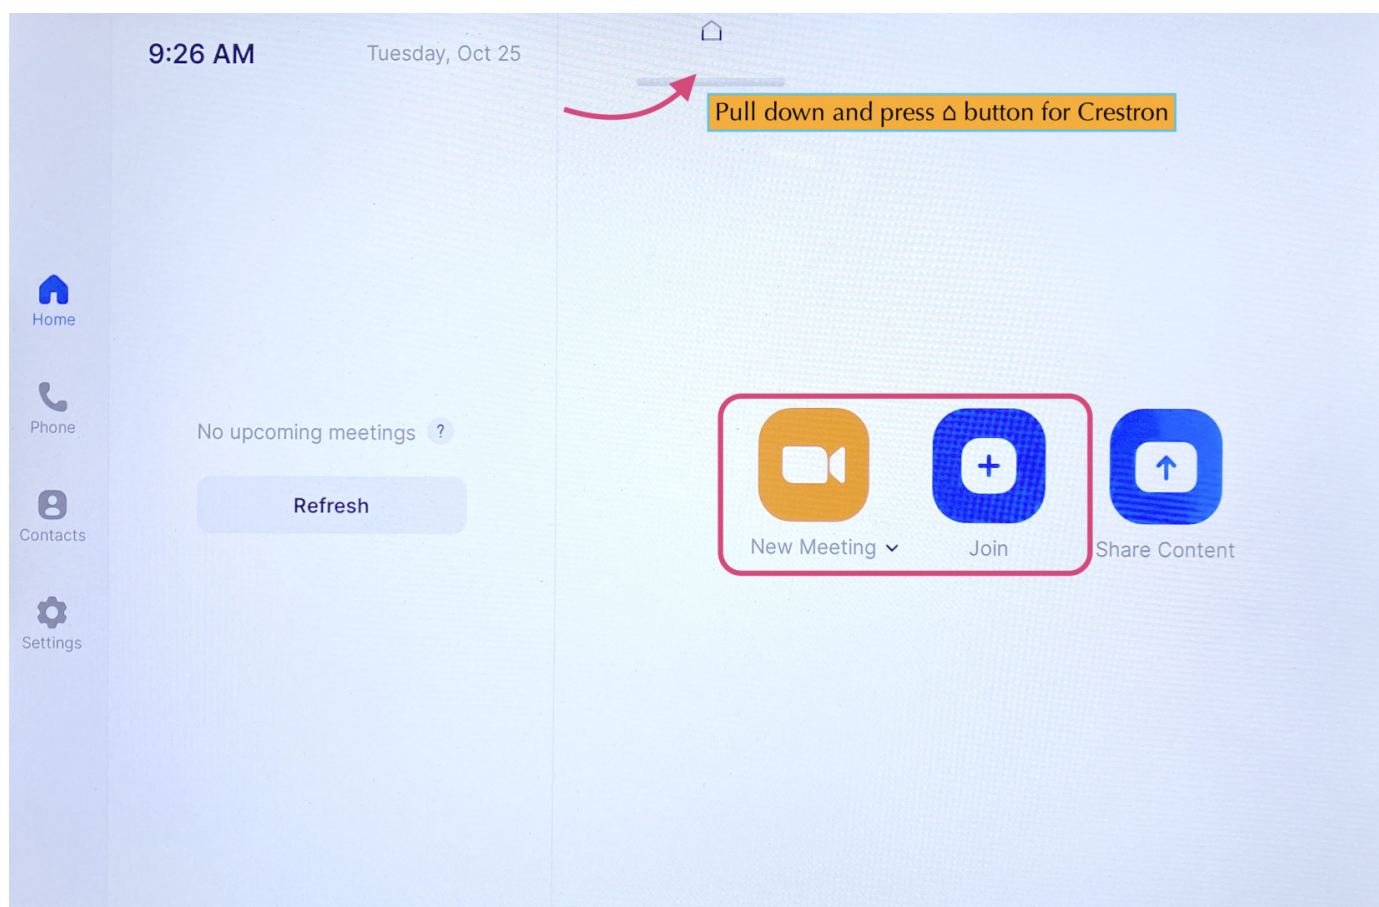 9:26 AM
Tuesday, Oct 25
Pull down and press ⌂ button for Crestron
Home
Phone
Contacts
Settings
No upcoming meetings ?
Refresh
New Meeting
Join
Share Content